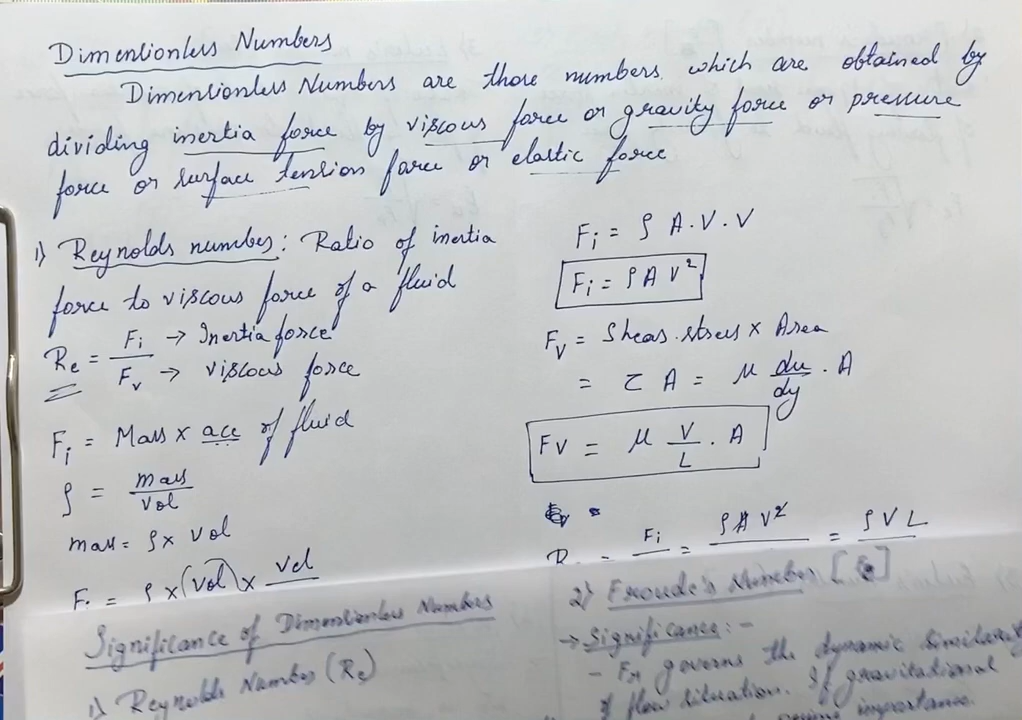 Dimentionless Numbers
Dimentionless Numbers are those numbers which are obtained by
dividing inertia force by viscous force or gravity force or pressure
force or surface tension force or elastic force
1) Reynolds number: Ratio of inertia
force to viscous force of a fluid
Re = Fi → Inertia force
Fv → viscous force
Fi = Mass × acc of fluid
ρ = mass / Vol
mass = ρ × Vol
Fi = ρ × (Vol) × Vel
Fi = ρ A·V·V
Fi = ρ A V²
Fv = Shear stress × Area
= τ A = μ du/dy · A
Fv = μ V/L · A
Fi = ρ A V² = ρ V L
Significance of Dimentionless Numbers
1) Reynolds Number (Re)
2) Froude's Number [
→ Significance: -
- Fr governs the dynamic similarity
of flow situation. If gravitational
importance.